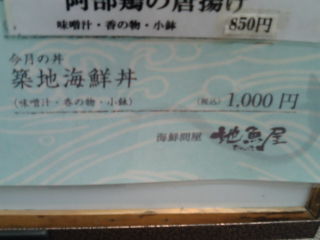 阿部鶏の唐揚げ
味噌汁・香の物・小鉢 850円
今月の丼
築地海鮮丼
(味噌汁・香の物・小鉢) (税込) 1,000円
海鮮問屋 地魚屋